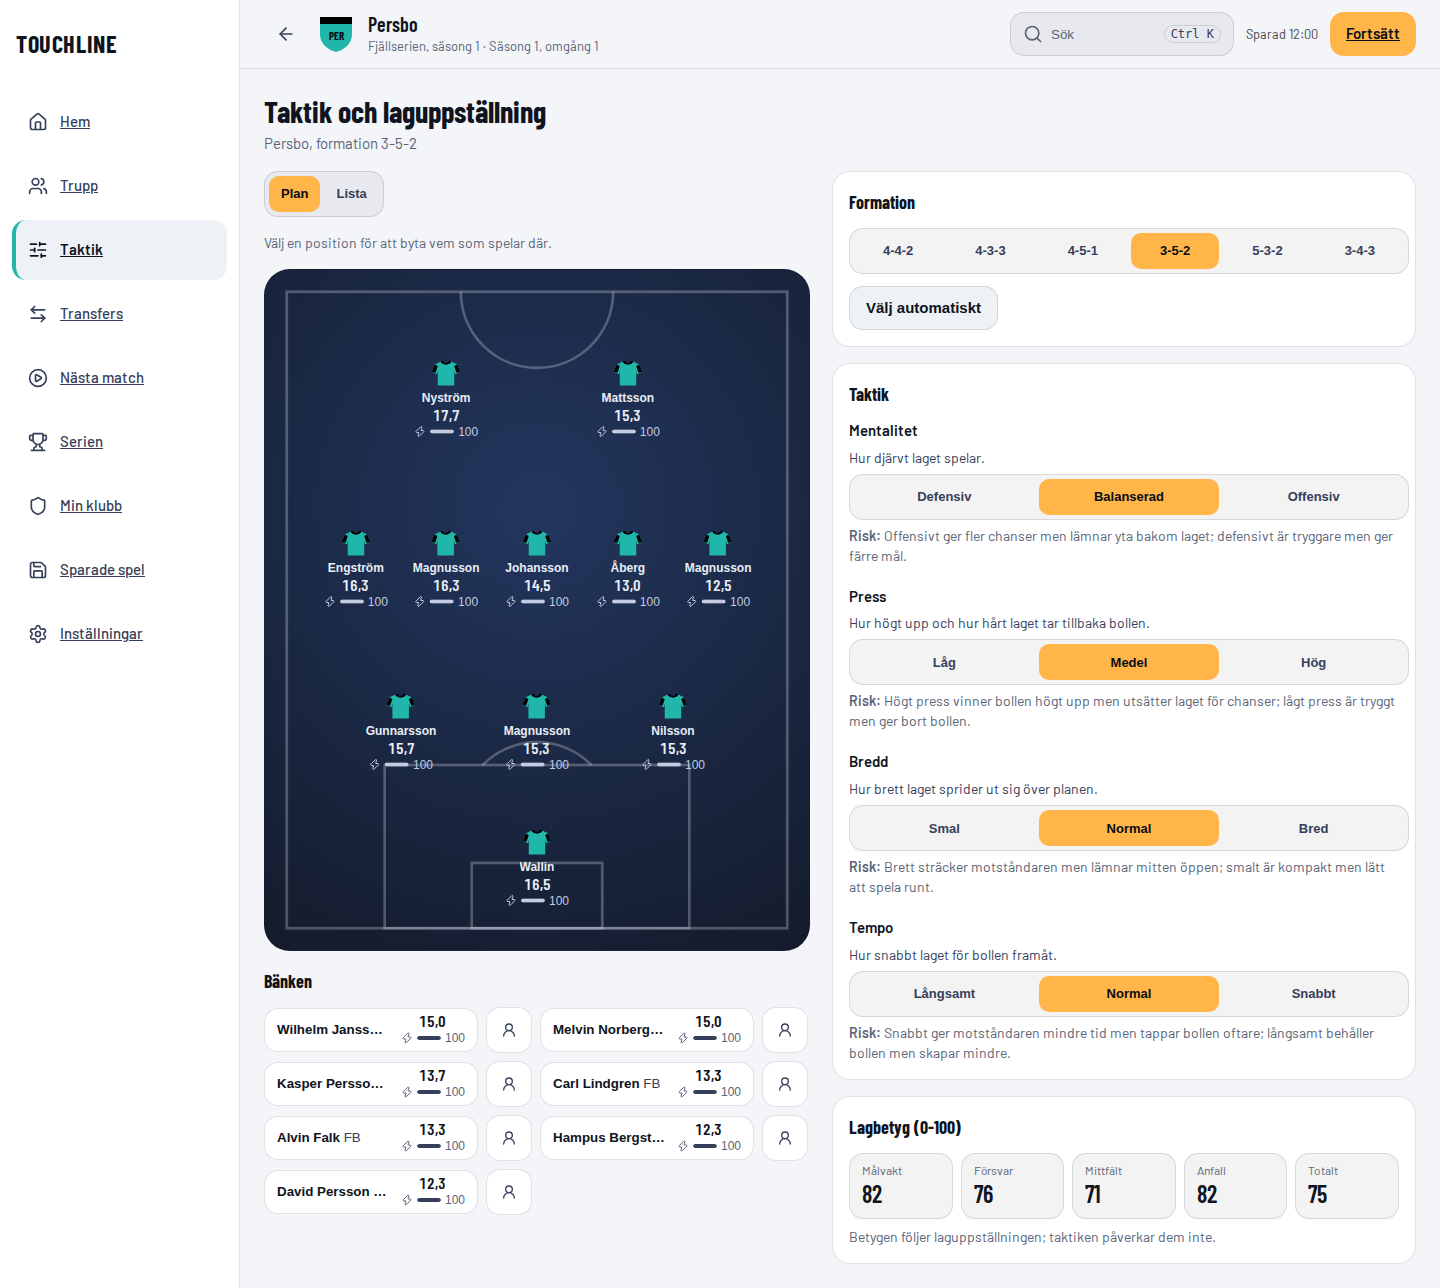 TOUCHLINE
Hem
Trupp
Taktik
Transfers
Nästa match
Serien
Min klubb
Sparade spel
Inställningar
PER
Persbo
Fjällserien, säsong 1 · Säsong 1, omgång 1
Sök
Ctrl K
Sparad 12:00
Fortsätt
Taktik och laguppställning
Persbo, formation 3-5-2
Plan
Lista
Välj en position för att byta vem som spelar där.
Nyström
17,7
100
Mattsson
15,3
100
Engström
16,3
100
Magnusson
16,3
100
Johansson
14,5
100
Åberg
13,0
100
Magnusson
12,5
100
Gunnarsson
15,7
100
Magnusson
15,3
100
Nilsson
15,3
100
Wallin
16,5
100
Bänken
Wilhelm Janss…
15,0
100
Melvin Norberg…
15,0
100
Kasper Persso…
13,7
100
Carl Lindgren FB
13,3
100
Alvin Falk FB
13,3
100
Hampus Bergst…
12,3
100
David Persson …
12,3
100
Formation
4-4-2
4-3-3
4-5-1
3-5-2
5-3-2
3-4-3
Välj automatiskt
Taktik
Mentalitet
Hur djärvt laget spelar.
Defensiv
Balanserad
Offensiv
Risk: Offensivt ger fler chanser men lämnar yta bakom laget; defensivt är tryggare men ger
färre mål.
Press
Hur högt upp och hur hårt laget tar tillbaka bollen.
Låg
Medel
Hög
Risk: Högt press vinner bollen högt upp men utsätter laget för chanser; lågt press är tryggt
men ger bort bollen.
Bredd
Hur brett laget sprider ut sig över planen.
Smal
Normal
Bred
Risk: Brett sträcker motståndaren men lämnar mitten öppen; smalt är kompakt men lätt
att spela runt.
Tempo
Hur snabbt laget för bollen framåt.
Långsamt
Normal
Snabbt
Risk: Snabbt ger motståndaren mindre tid men tappar bollen oftare; långsamt behåller
bollen men skapar mindre.
Lagbetyg (0-100)
Målvakt
82
Försvar
76
Mittfält
71
Anfall
82
Totalt
75
Betygen följer laguppställningen; taktiken påverkar dem inte.